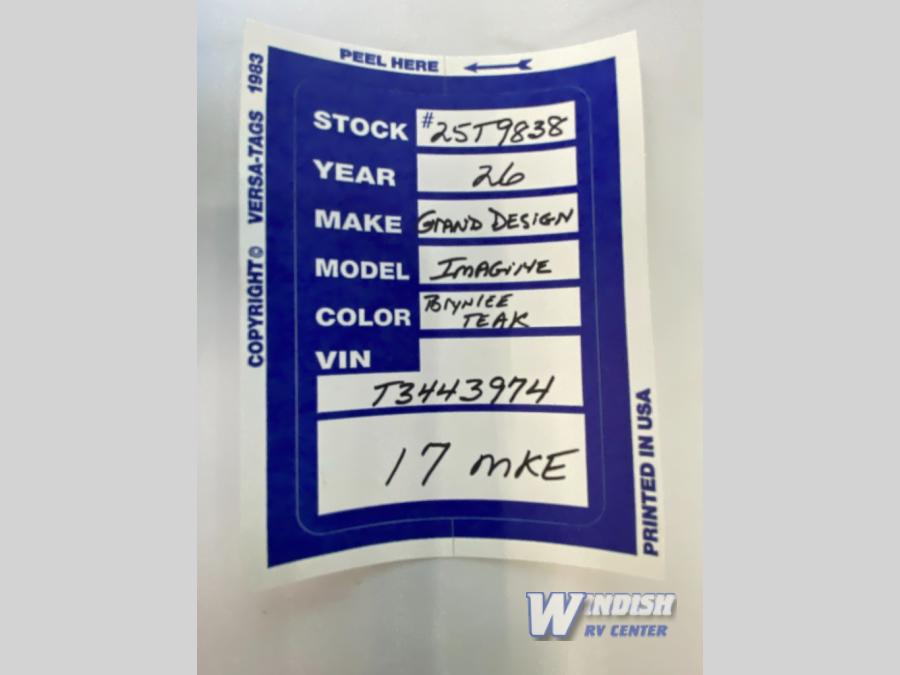 PEEL HERE
COPYRIGHT © VERSA-TAGS 1983
STOCK #25T9838
YEAR 26
MAKE GRAND DESIGN
MODEL IMAGINE
COLOR
TEAK
VIN
T3443974
17 MKE
PRINTED IN USA
WINDISH
RV CENTER